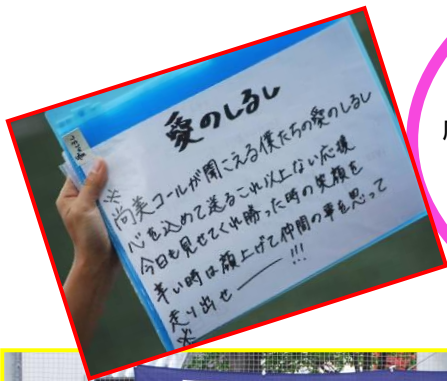 愛のしるし
※
尚美コールが聞こえる僕たちの愛のしるし
心を込めて送るこれ以上ない応援
今日も見せてくれ勝った時の笑顔を
辛い時は顔上げて仲間の事を思って
走り出せ――!!!
※